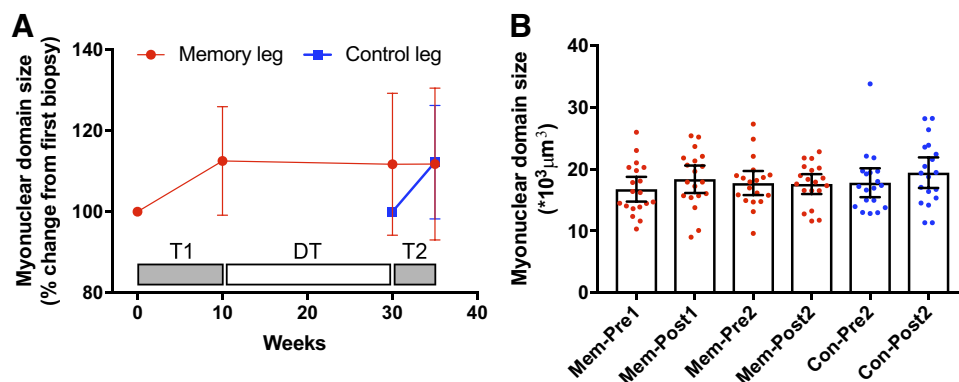 A
Myonuclear domain size
(% change from first biopsy)
140
120
100
80
Memory leg
Control leg
T1
DT
T2
0
10
20
30
40
Weeks
B
Myonuclear domain size
(*10³μm³)
40
30
20
10
0
Mem-Pre1
Mem-Post1
Mem-Pre2
Mem-Post2
Con-Pre2
Con-Post2